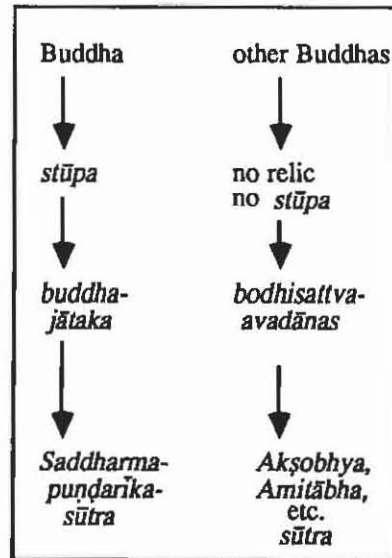 Buddha
stūpa
buddha-
jātaka
Saddharma-
puṇḍarīka-
sūtra
other Buddhas
no relic
no stūpa
bodhisattva-
avadānas
Akṣobhya,
Amitābha,
etc.
sūtra